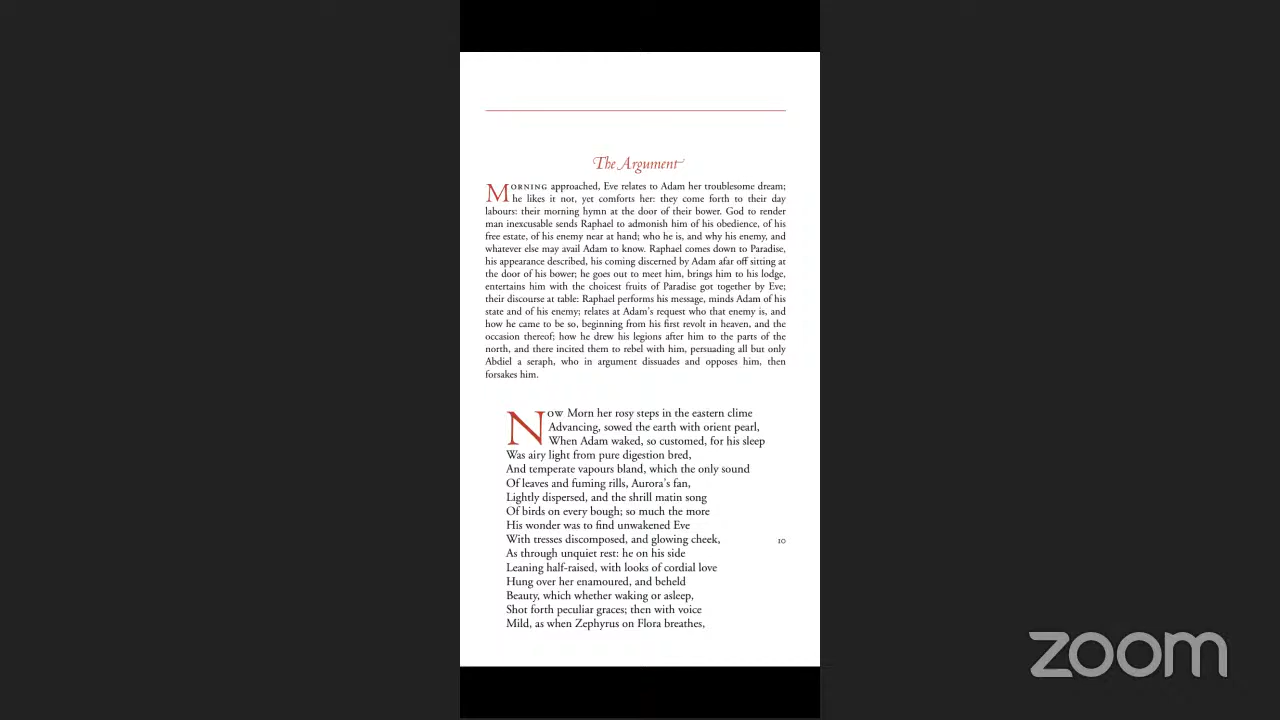 The Argument
MORNING approached, Eve relates to Adam her troublesome dream;
he likes it not, yet comforts her: they come forth to their day
labours: their morning hymn at the door of their bower. God to render
man inexcusable sends Raphael to admonish him of his obedience, of his
free estate, of his enemy near at hand; who he is, and why his enemy, and
whatever else may avail Adam to know. Raphael comes down to Paradise,
his appearance described, his coming discerned by Adam afar off sitting at
the door of his bower; he goes out to meet him, brings him to his lodge,
entertains him with the choicest fruits of Paradise got together by Eve;
their discourse at table: Raphael performs his message, minds Adam of his
state and of his enemy; relates at Adam's request who that enemy is, and
how he came to be so, beginning from his first revolt in heaven, and the
occasion thereof; how he drew his legions after him to the parts of the
north, and there incited them to rebel with him, persuading all but only
Abdiel a seraph, who in argument dissuades and opposes him, then
forsakes him.
NOW Morn her rosy steps in the eastern clime
Advancing, sowed the earth with orient pearl,
When Adam waked, so customed, for his sleep
Was airy light from pure digestion bred,
And temperate vapours bland, which the only sound
Of leaves and fuming rills, Aurora's fan,
Lightly dispersed, and the shrill matin song
Of birds on every bough; so much the more
His wonder was to find unwakened Eve
With tresses discomposed, and glowing cheek, 10
As through unquiet rest: he on his side
Leaning half-raised, with looks of cordial love
Hung over her enamoured, and beheld
Beauty, which whether waking or asleep,
Shot forth peculiar graces; then with voice
Mild, as when Zephyrus on Flora breathes,
zoom